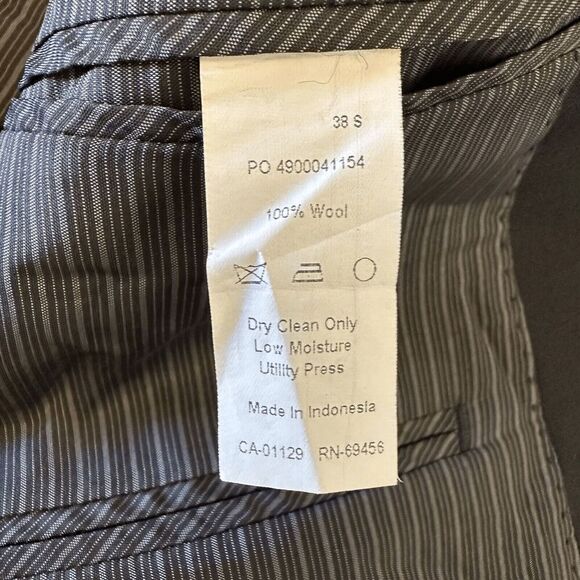 38 S
PO 4900041154
100% Wool
Dry Clean Only
Low Moisture
Utility Press
Made In Indonesia
CA-01129 RN-69456